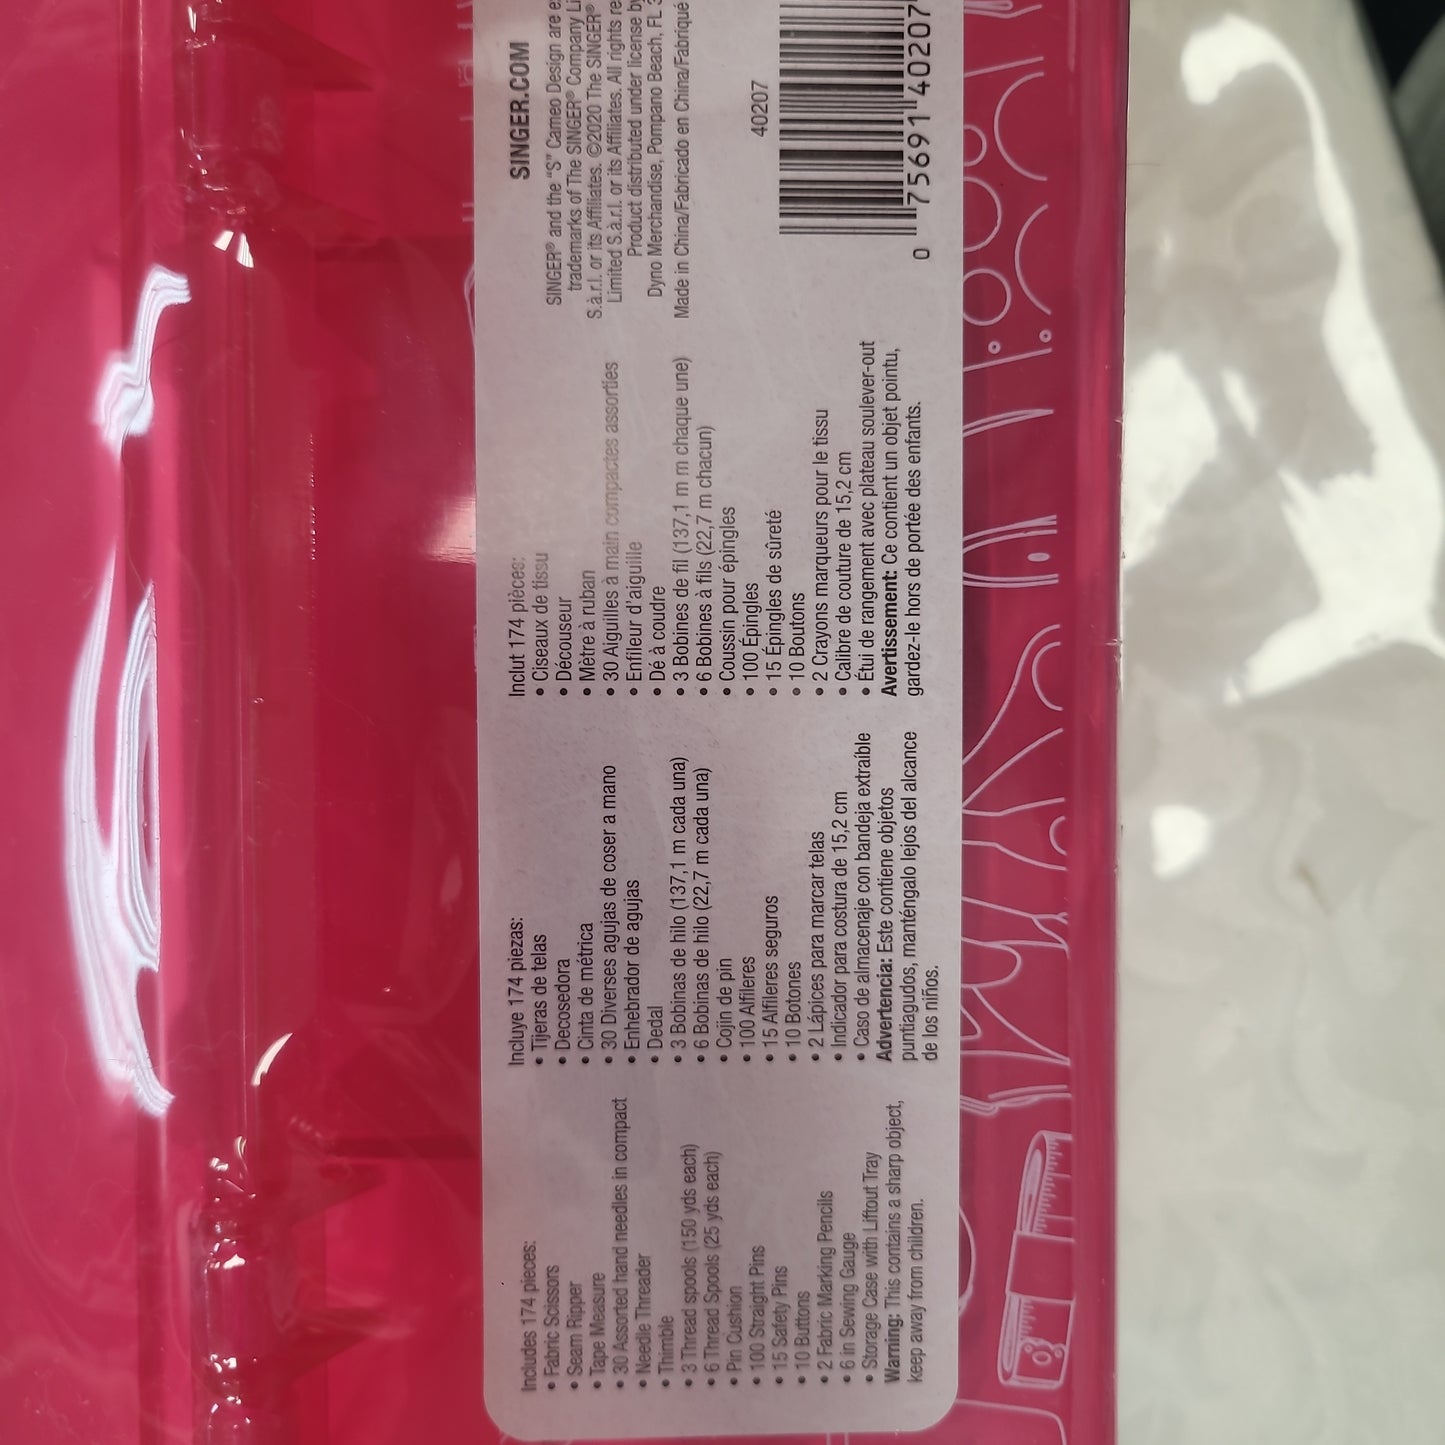 Includes 174 pieces:
• Fabric Scissors
• Seam Ripper
• Tape Measure
• 30 Assorted hand needles in compact
• Needle Threader
• Thimble
• 3 Thread spools (150 yds each)
• 6 Thread Spools (25 yds each)
• Pin Cushion
• 100 Straight Pins
• 15 Safety Pins
• 10 Buttons
• 2 Fabric Marking Pencils
• 6 in Sewing Gauge
• Storage Case with Liftout Tray
Warning: This contains a sharp object,
keep away from children.
Incluye 174 piezas:
• Tijeras de telas
• Decosedora
• Cinta de métrica
• 30 Diverses agujas de coser a mano
• Enhebrador de agujas
• Dedal
• 3 Bobinas de hilo (137,1 m cada una)
• 6 Bobinas de hilo (22,7 m cada una)
• Cojin de pin
• 100 Alfileres
• 15 Alfileres seguros
• 10 Botones
• 2 Lápices para marcar telas
• Indicador para costura de 15,2 cm
• Caso de almacenaje con bandeja extraíble
Advertencia: Este contiene objetos
puntiagudos, manténgalo lejos del alcance
de los niños.
Inclut 174 pièces:
• Ciseaux de tissu
• Découseur
• Mètre à ruban
• 30 Aiguilles à main compactes assorties
• Enfileur d'aiguille
• Dé à coudre
• 3 Bobines de fil (137,1 m m chaque une)
• 6 Bobines à fils (22,7 m chacun)
• Coussin pour épingles
• 100 Épingles
• 15 Épingles de sûreté
• 10 Boutons
• 2 Crayons marqueurs pour le tissu
• Calibre de couture de 15,2 cm
• Étui de rangement avec plateau soulever-out
Avertissement: Ce contient un objet pointu,
gardez-le hors de portée des enfants.
SINGER.COM
SINGER® and the "S" Cameo Design are
trademarks of The SINGER® Company
S.à.r.l. or its Affiliates. ©2020 The SINGER®
Limited S.à.r.l. or its Affiliates. All rights
Product distributed under license
Dyno Merchandise, Pompano Beach, FL
Made in China/Fabricado en China/Fabriqué
40207
0 75691 40207